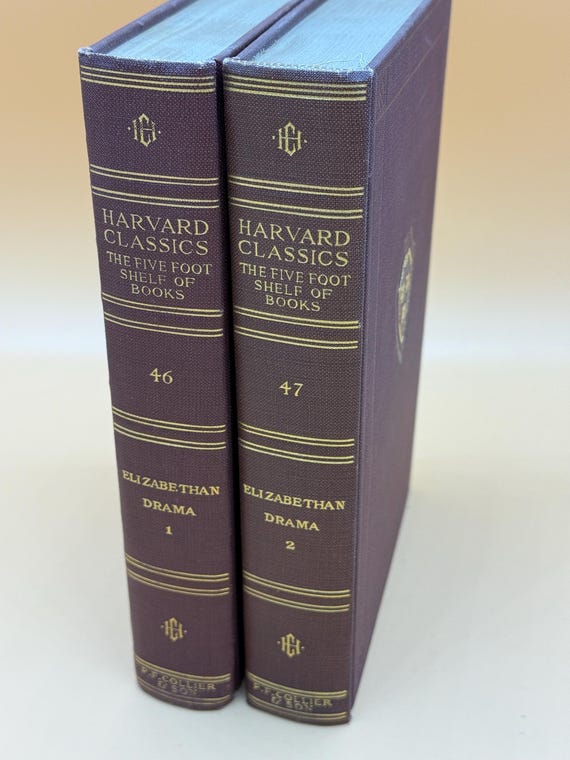 HARVARD
CLASSICS
THE FIVE FOOT
SHELF OF
BOOKS
46
ELIZABETHAN
DRAMA
1
P.F. COLLIER
& SON
HARVARD
CLASSICS
THE FIVE FOOT
SHELF OF
BOOKS
47
ELIZABETHAN
DRAMA
2
P.F. COLLIER
& SON